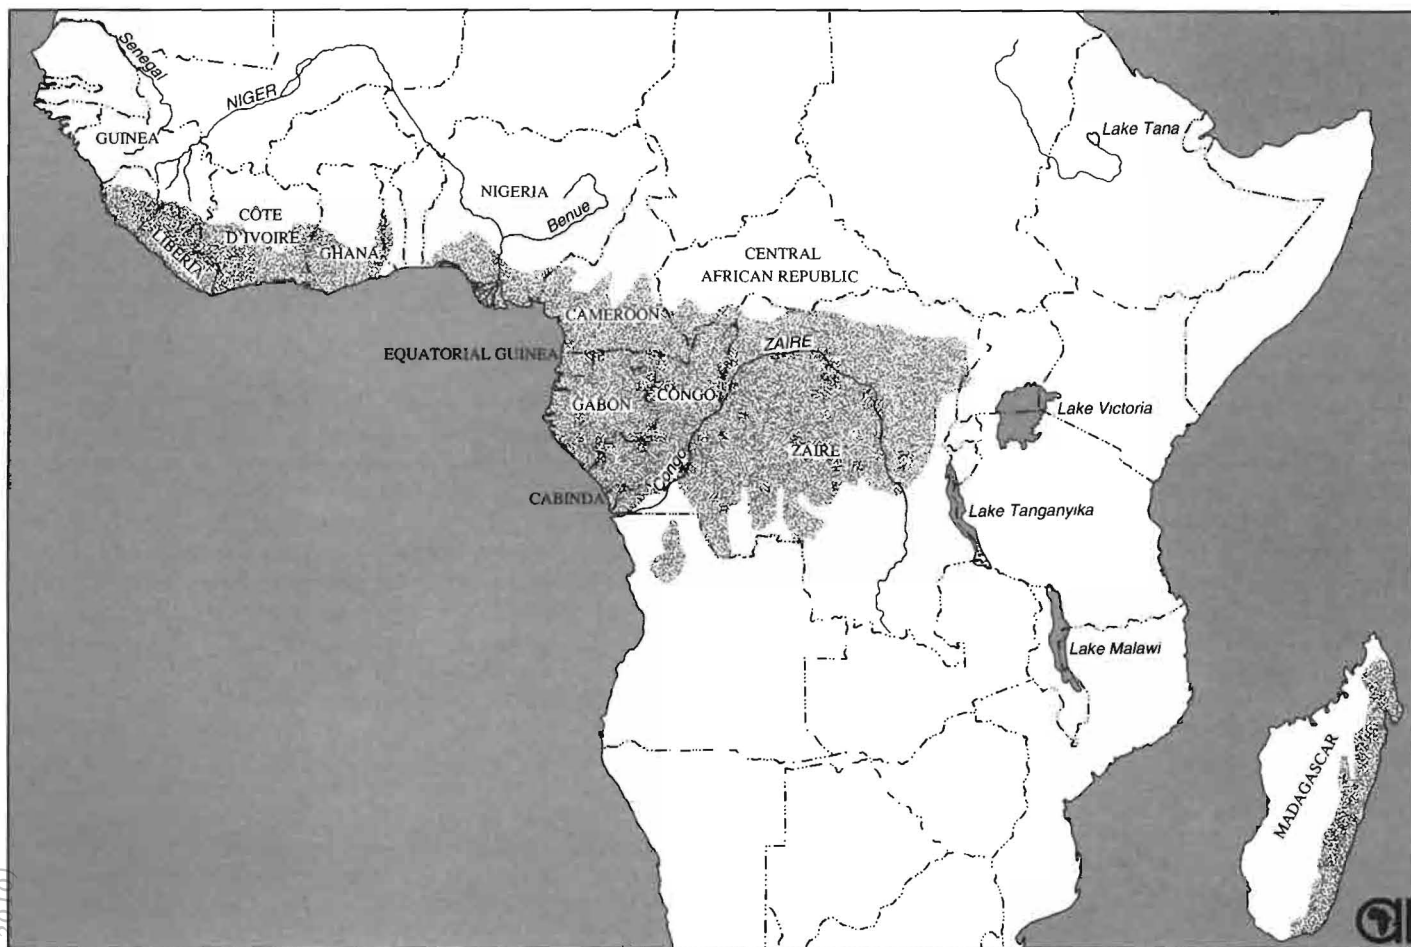 Senegal
NIGER
GUINEA
Lake Tana
NIGERIA
Benue
CÔTE
D'IVOIRE
LIBERIA
GHANA
CENTRAL
AFRICAN REPUBLIC
CAMEROON
ZAIRE
EQUATORIAL GUINEA
GABON
CONGO
Lake Victoria
ZAIRE
Congo
CABINDA
Lake Tanganyika
Lake Malawi
MADAGASCAR